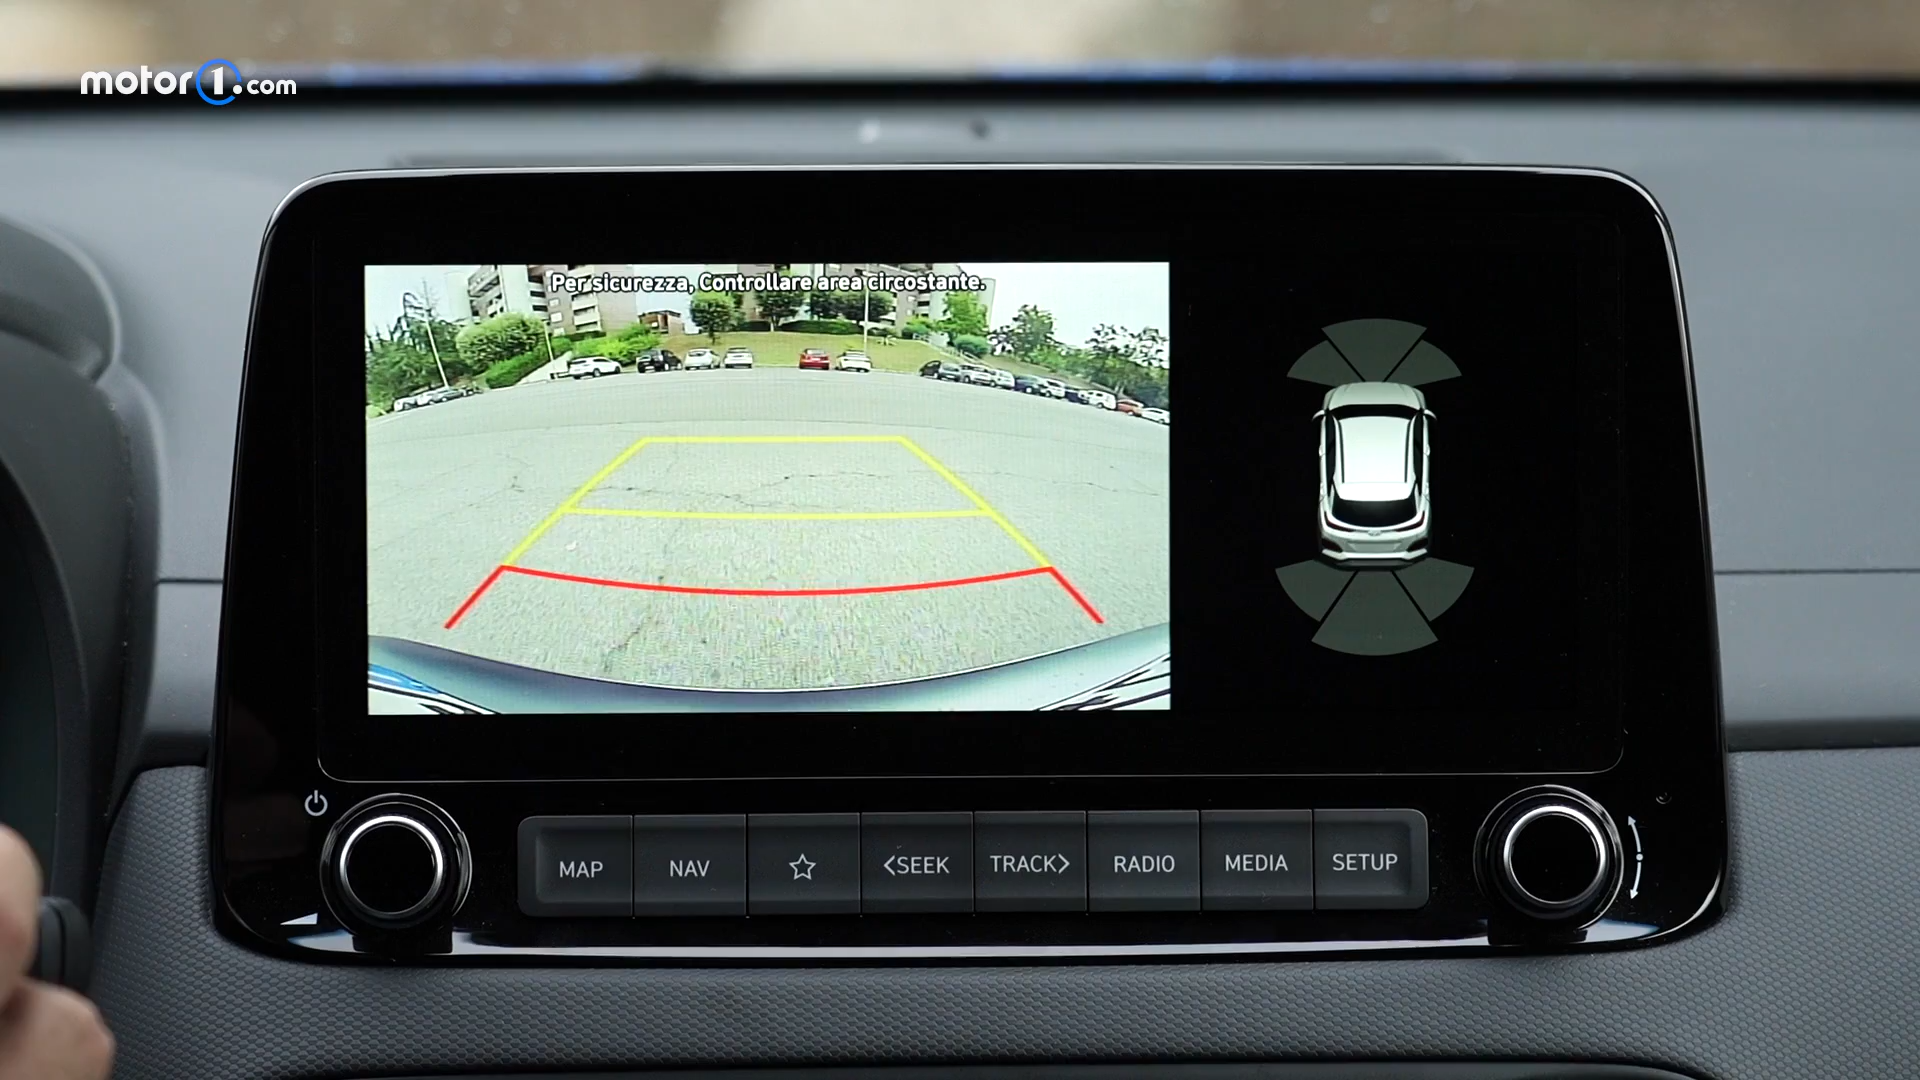 motor1.com
Per sicurezza, Controllare area circostante.
MAP NAV <SEEK TRACK> RADIO MEDIA SETUP